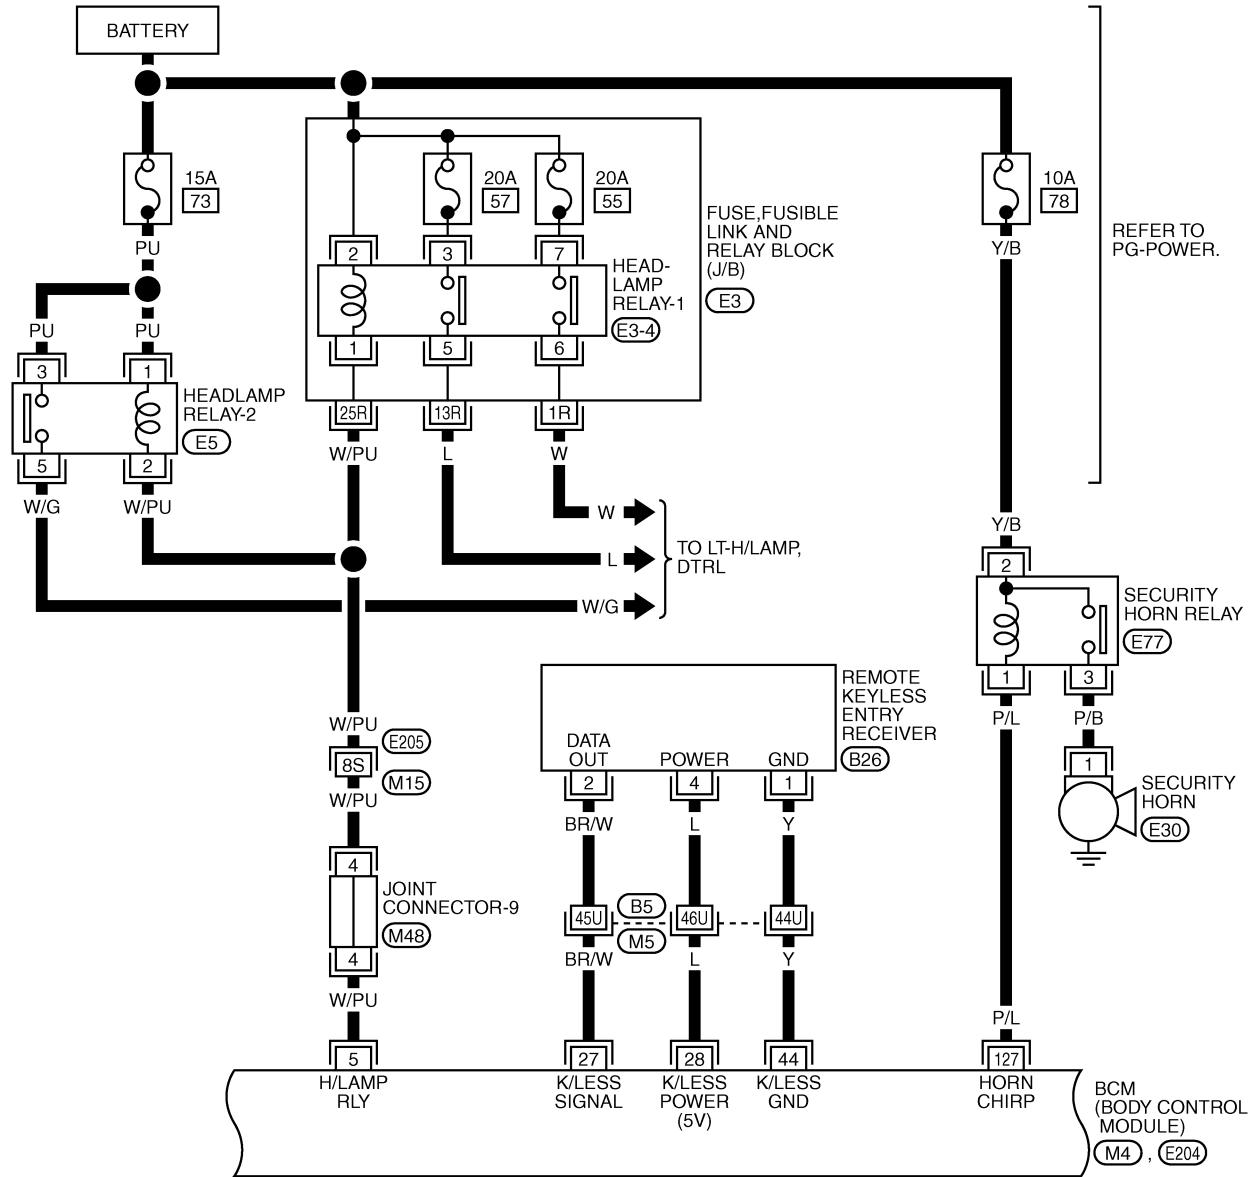 BATTERY
15A
73
20A
57
20A
55
10A
78
PU
Y/B
FUSE,FUSIBLE
LINK AND
RELAY BLOCK
(J/B)
E3
REFER TO
PG-POWER.
2
3
7
HEAD-
LAMP
RELAY-1
E3-4
PU
PU
1
5
6
3
1
HEADLAMP
RELAY-2
E5
25R
13R
1R
5
2
W/PU
L
W
W/G
W/PU
W
L
W/G
TO LT-H/LAMP,
DTRL
Y/B
2
SECURITY
HORN RELAY
E77
1
3
P/L
P/B
REMOTE
KEYLESS
ENTRY
RECEIVER
B26
DATA
OUT
POWER
GND
2
4
1
BR/W
L
Y
W/PU
E205
8S
M15
W/PU
1
SECURITY
HORN
E30
4
JOINT
CONNECTOR-9
M48
4
W/PU
45U
B5
46U
44U
M5
BR/W
L
Y
P/L
5
27
28
44
127
H/LAMP
RLY
K/LESS
SIGNAL
K/LESS
POWER
(5V)
K/LESS
GND
HORN
CHIRP
BCM
(BODY CONTROL
MODULE)
M4 , E204